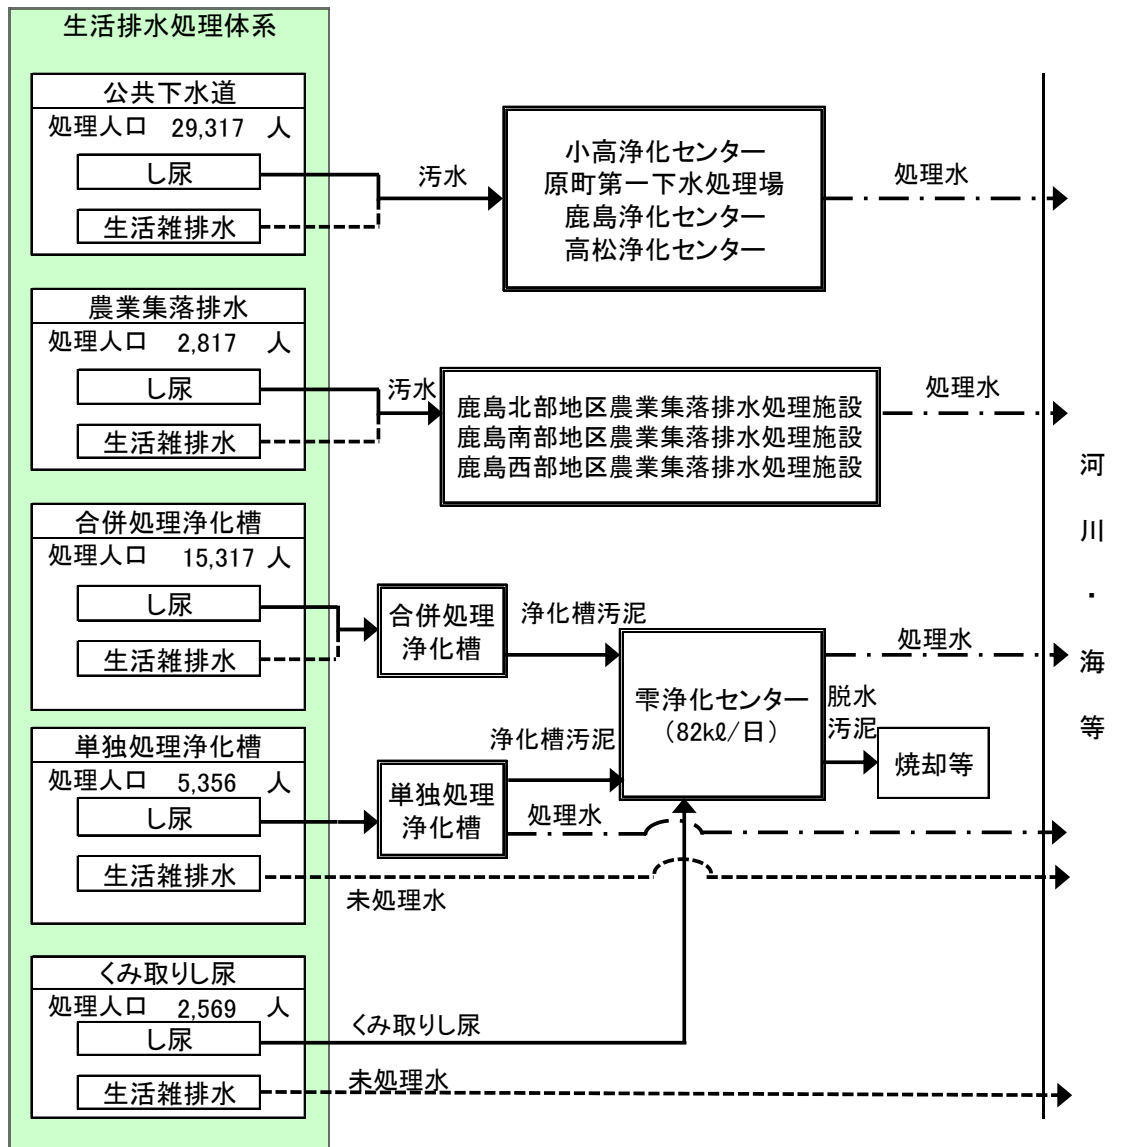 生活排水処理体系
公共下水道
処理人口 29,317 人
し尿
生活雑排水
汚水
小高浄化センター
原町第一下水処理場
鹿島浄化センター
高松浄化センター
処理水
農業集落排水
処理人口 2,817 人
し尿
生活雑排水
汚水
鹿島北部地区農業集落排水処理施設
鹿島南部地区農業集落排水処理施設
鹿島西部地区農業集落排水処理施設
処理水
合併処理浄化槽
処理人口 15,317 人
し尿
生活雑排水
合併処理
浄化槽
浄化槽汚泥
雫浄化センター
(82kℓ/日)
処理水
脱水
汚泥
焼却等
単独処理浄化槽
処理人口 5,356 人
し尿
生活雑排水
単独処理
浄化槽
浄化槽汚泥
処理水
未処理水
くみ取りし尿
処理人口 2,569 人
し尿
生活雑排水
くみ取りし尿
未処理水
河川・海等